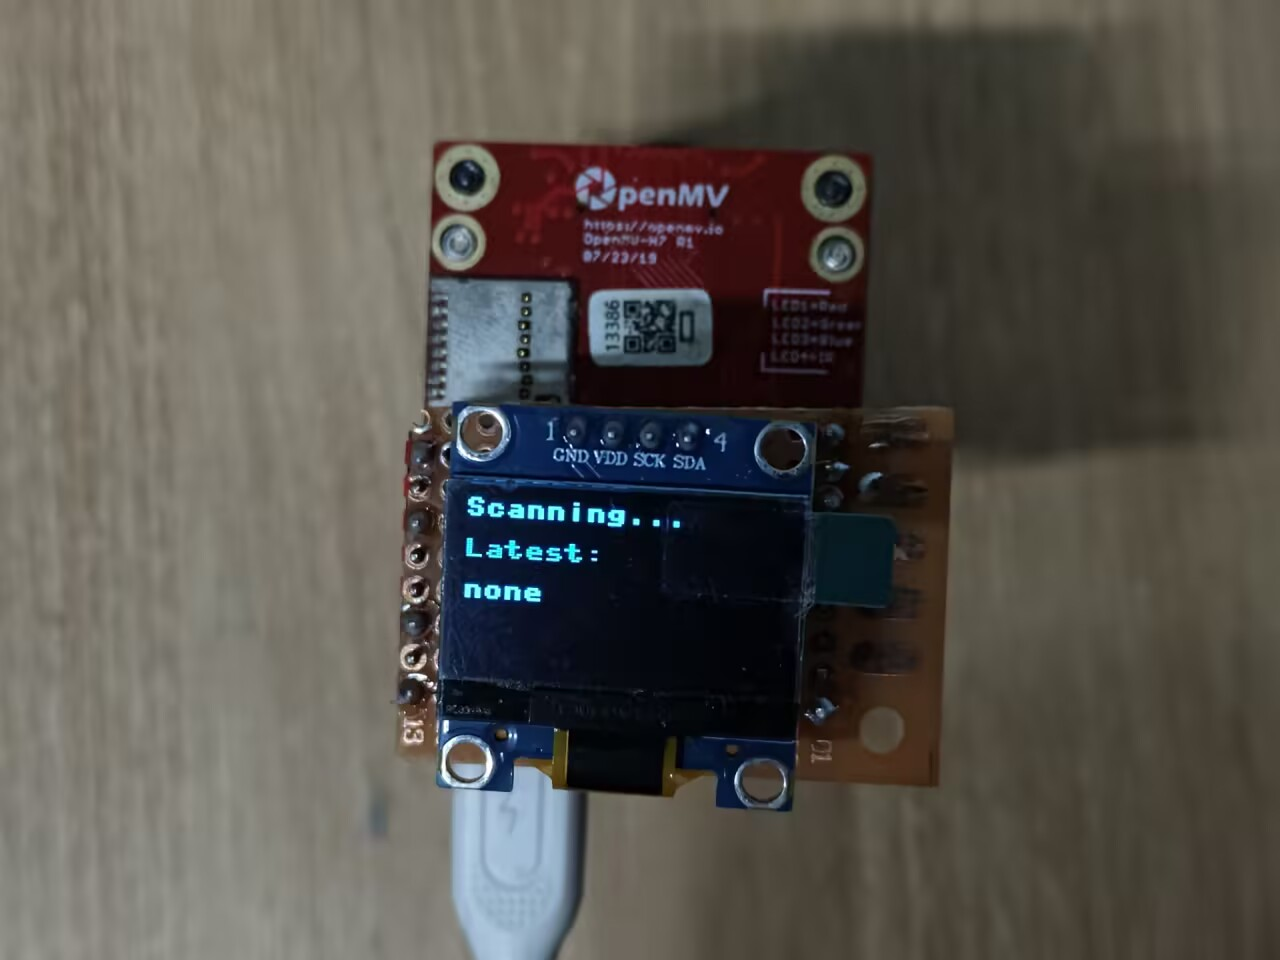 OpenMV
https://openmv.io
OpenMV-H7 R1
07/23/19
13386
LED1=Red
LED2=Green
LED3=Blue
LED4=IR
1
4
GND VDD SCK SDA
Scanning...
Latest:
none
13
01